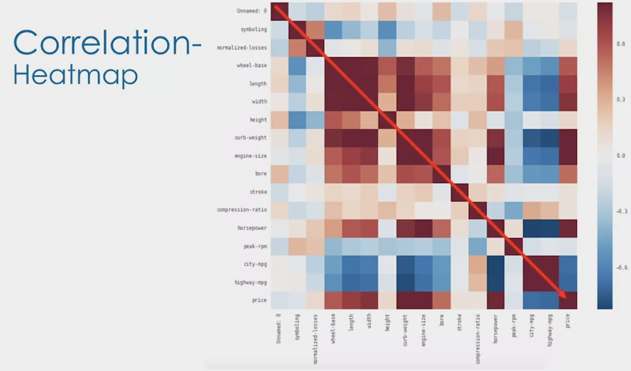 Correlation-
Heatmap
Unnamed: 0
symboling
normalized-losses
wheel-base
length
width
height
curb-weight
engine-size
bore
stroke
compression-ratio
horsepower
peak-rpm
city-mpg
highway-mpg
price
0.6
0.3
0.0
-0.3
-0.6
Unnamed: 0
symboling
normalized-losses
wheel-base
length
width
height
curb-weight
engine-size
bore
stroke
compression-ratio
horsepower
peak-rpm
city-mpg
highway-mpg
price